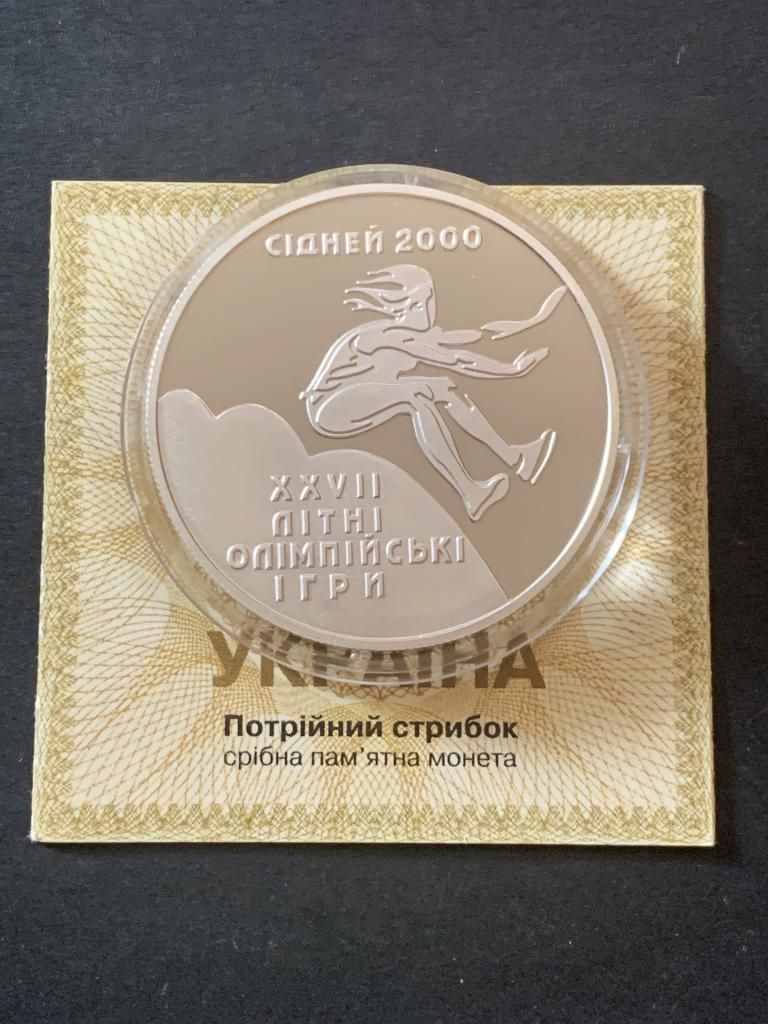 СІДНЕЙ 2000
XXVII
ЛІТНІ
ОЛІМПІЙСЬКІ
ІГРИ
УКРАЇНА
Потрійний стрибок
срібна пам'ятна монета